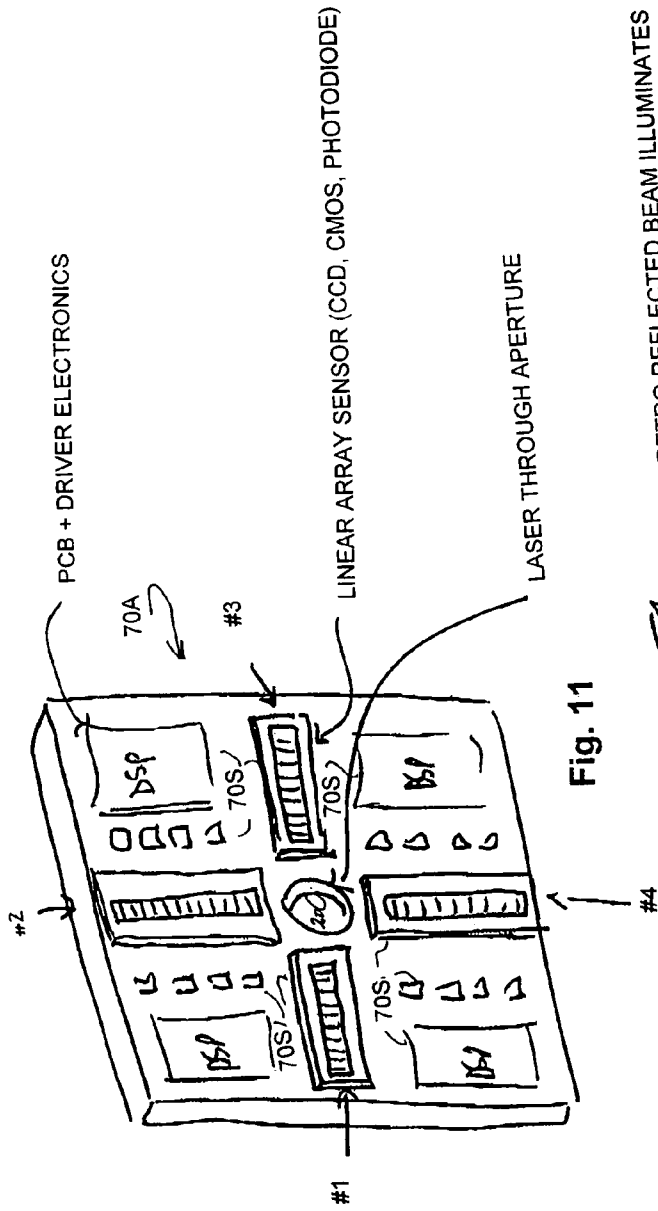 PCB + DRIVER ELECTRONICS
70A
#3
LINEAR ARRAY SENSOR (CCD, CMOS, PHOTODIODE)
LASER THROUGH APERTURE
#2
DSP
70S
70S
DSP
DSP
70S
70S
DSP
#1
#4
Fig. 11
RETRO REFLECTED BEAM ILLUMINATES